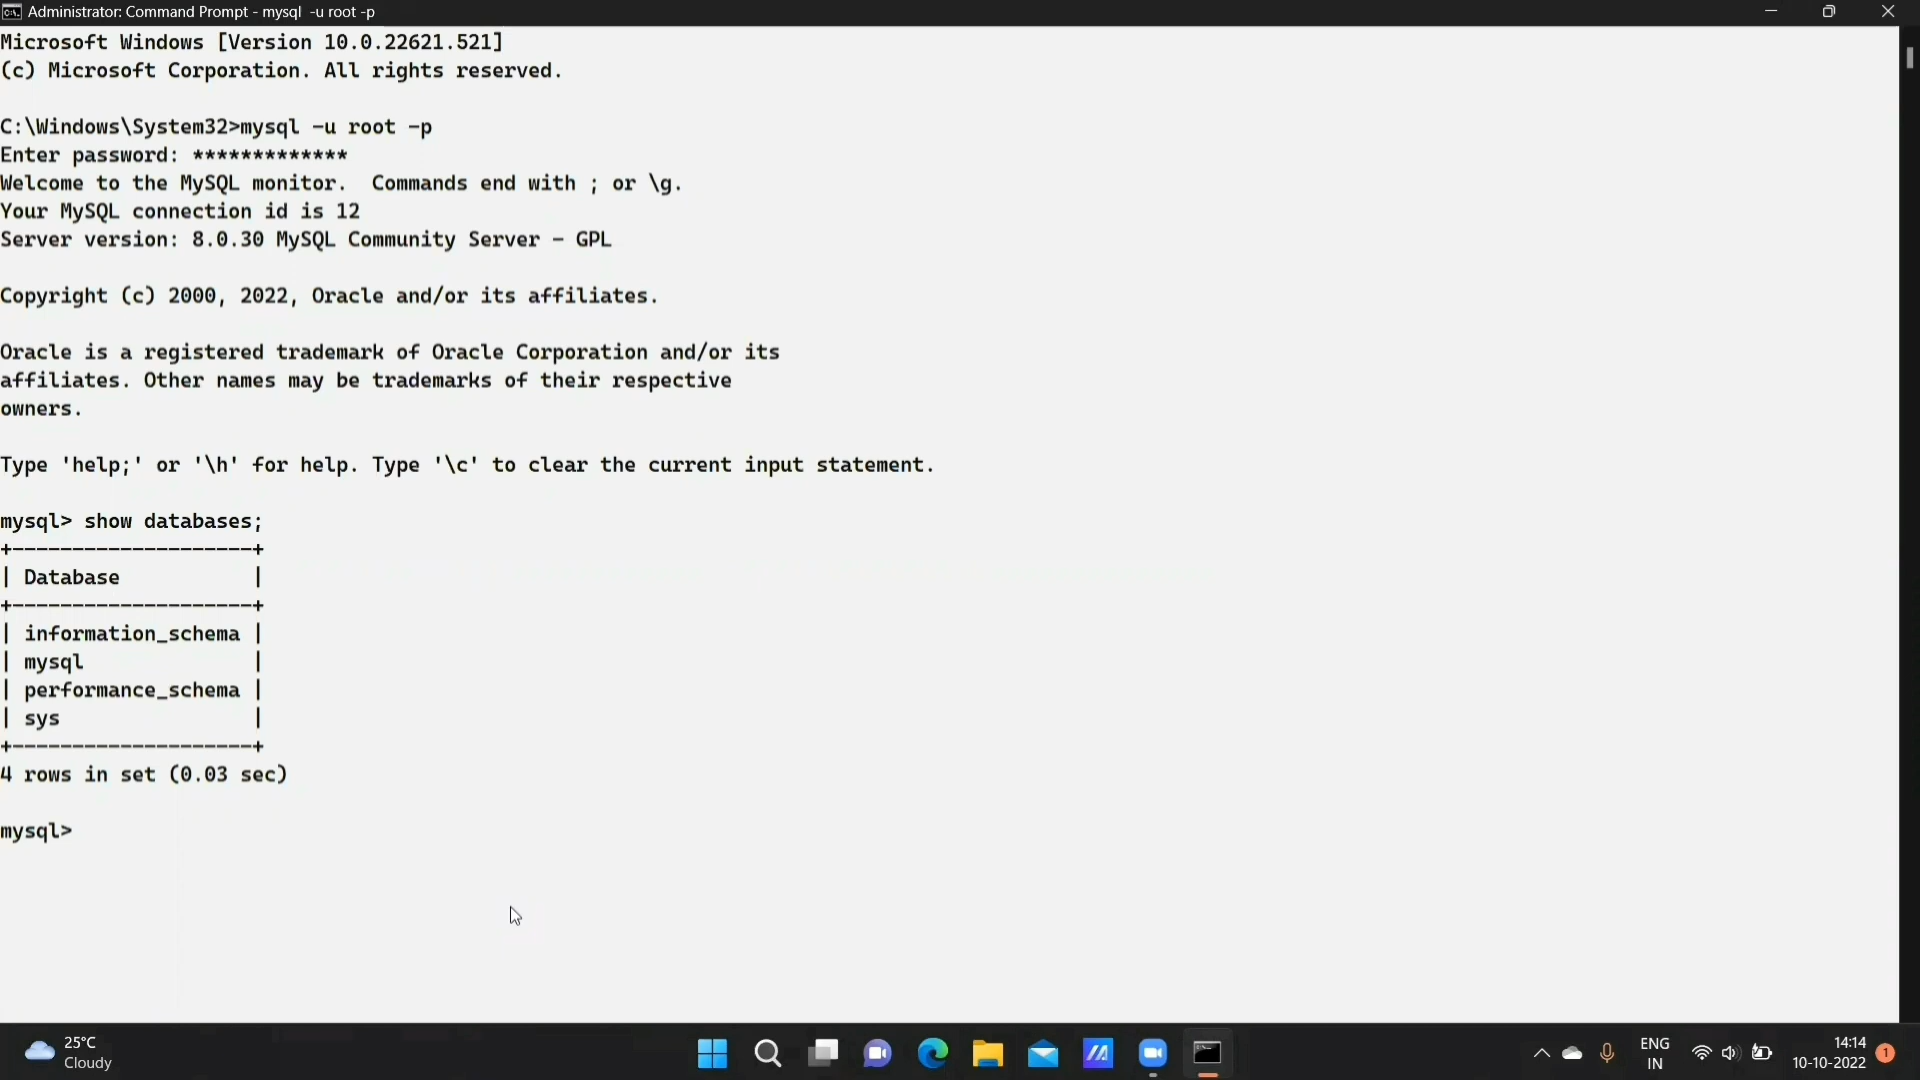 Administrator: Command Prompt - mysql -u root -p
Microsoft Windows [Version 10.0.22621.521]
(c) Microsoft Corporation. All rights reserved.
C:\Windows\System32>mysql -u root -p
Enter password: *************
Welcome to the MySQL monitor.  Commands end with ; or \g.
Your MySQL connection id is 12
Server version: 8.0.30 MySQL Community Server - GPL
Copyright (c) 2000, 2022, Oracle and/or its affiliates.
Oracle is a registered trademark of Oracle Corporation and/or its
affiliates. Other names may be trademarks of their respective
owners.
Type 'help;' or '\h' for help. Type '\c' to clear the current input statement.
mysql> show databases;
+--------------------+
| Database           |
+--------------------+
| information_schema |
| mysql              |
| performance_schema |
| sys                |
+--------------------+
4 rows in set (0.03 sec)
mysql>
25°C
Cloudy
ENG
IN
14:14
10-10-2022
1